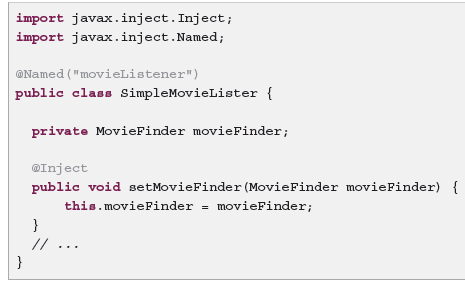 import javax.inject.Inject;
import javax.inject.Named;
@Named("movieListener")
public class SimpleMovieLister {
private MovieFinder movieFinder;
@Inject
public void setMovieFinder(MovieFinder movieFinder) {
this.movieFinder = movieFinder;
}
// ...
}